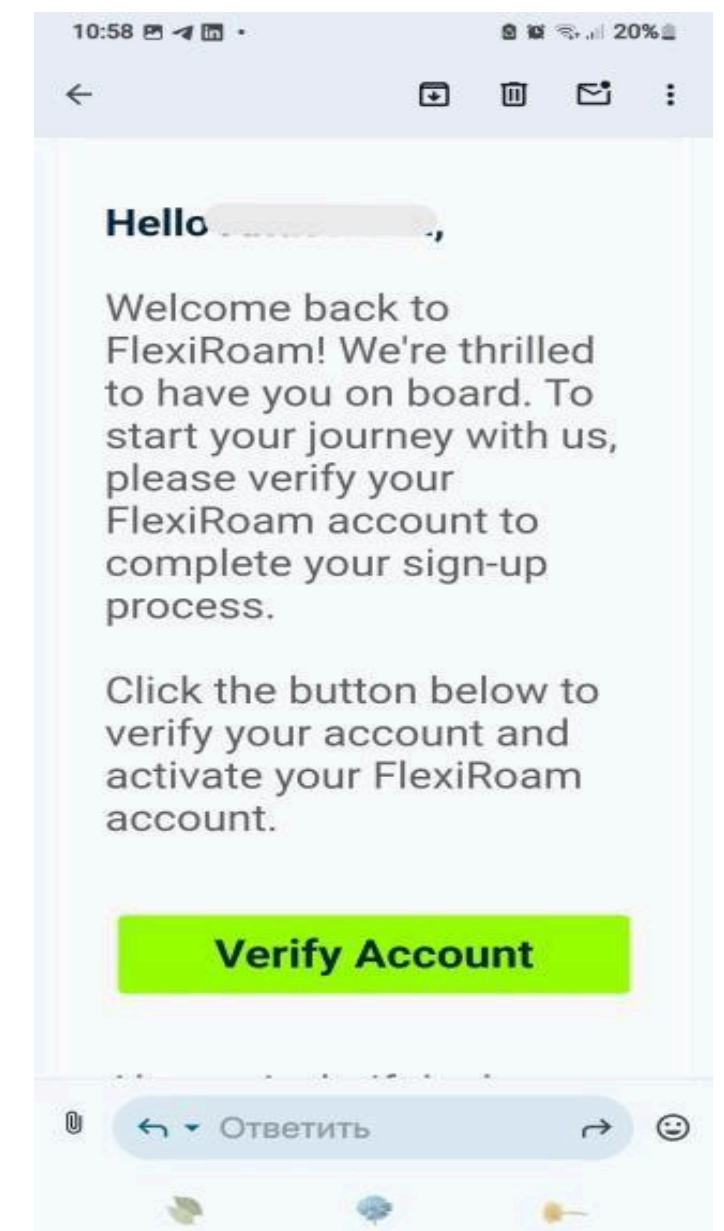 10:58
20%
Hello ,
Welcome back to
FlexiRoam! We're thrilled
to have you on board. To
start your journey with us,
please verify your
FlexiRoam account to
complete your sign-up
process.
Click the button below to
verify your account and
activate your FlexiRoam
account.
Verify Account
Ответить